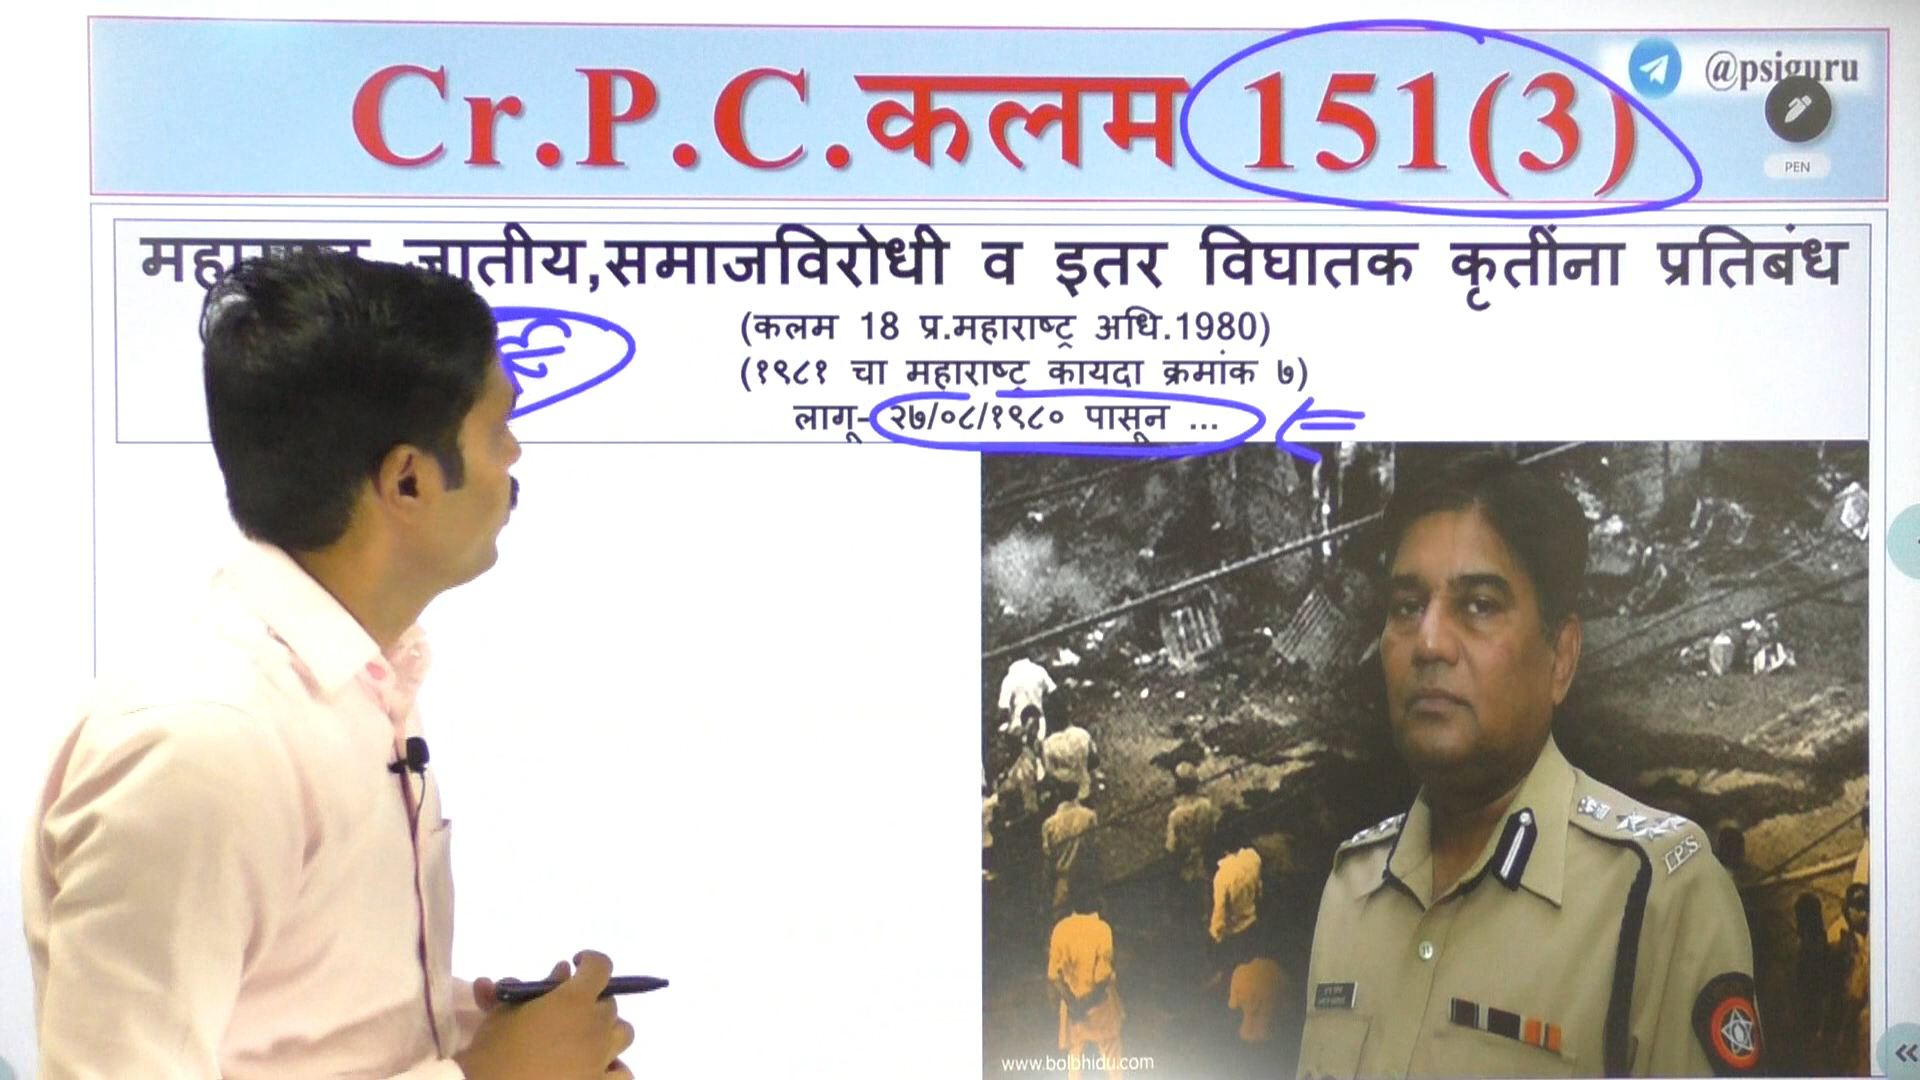 Cr.P.C.कलम 151(3)
@psiguru
PEN
जातीय,समाजविरोधी व इतर विघातक कृतींना प्रतिबंध
(कलम 18 प्र.महाराष्ट्र अधि.1980)
(१९८१ चा महाराष्ट्र कायदा क्रमांक ७)
लागू- २७/०८/१९८० पासून ...
I.P.S.
www.bolbhidu.com